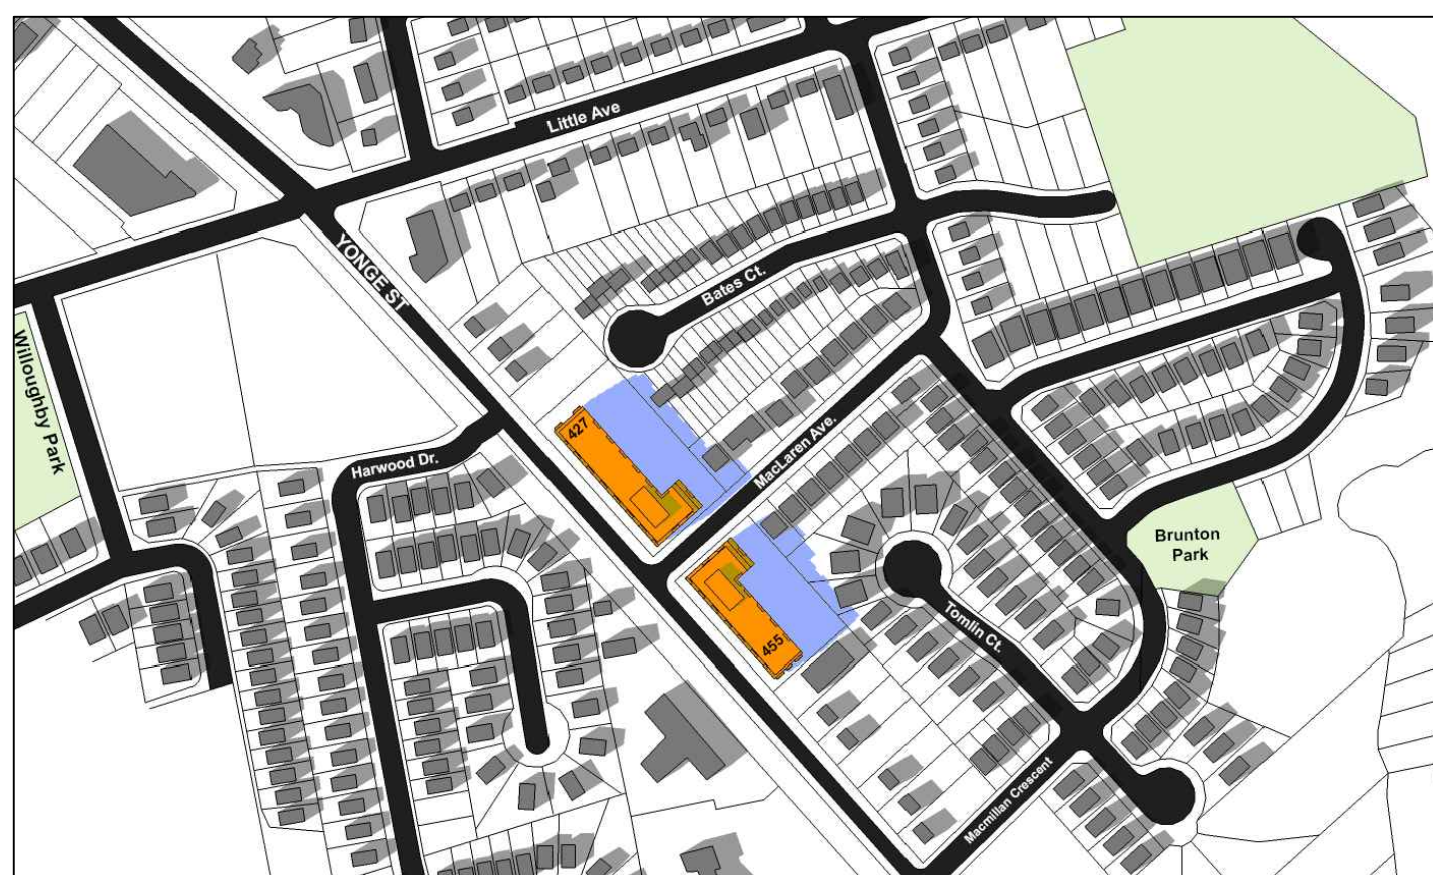 Little Ave
YONGE ST
Bates Ct.
Willoughby Park
427
MacLaren Ave.
Harwood Dr.
Brunton
Park
Tomlin Ct.
455
Macmillan Crescent